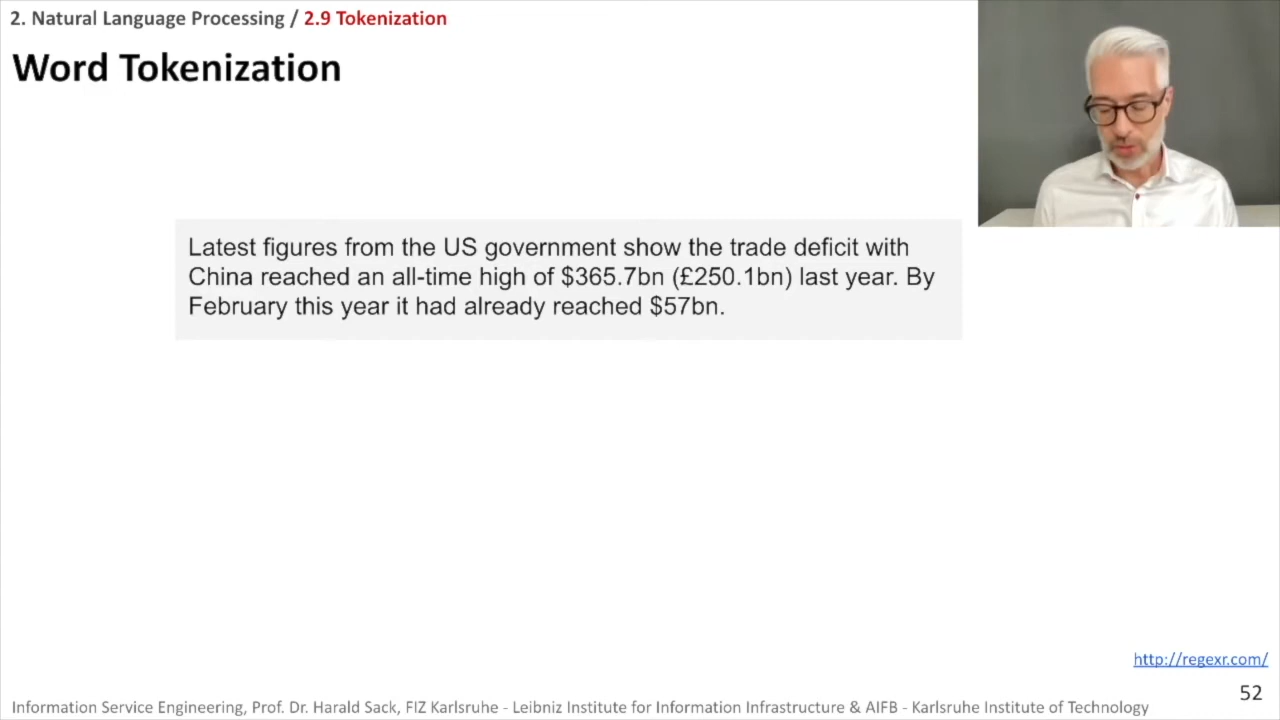 2. Natural Language Processing / 2.9 Tokenization
Word Tokenization
Latest figures from the US government show the trade deficit with
China reached an all-time high of $365.7bn (£250.1bn) last year. By
February this year it had already reached $57bn.
http://regexr.com/
52
Information Service Engineering, Prof. Dr. Harald Sack, FIZ Karlsruhe - Leibniz Institute for Information Infrastructure & AIFB - Karlsruhe Institute of Technology